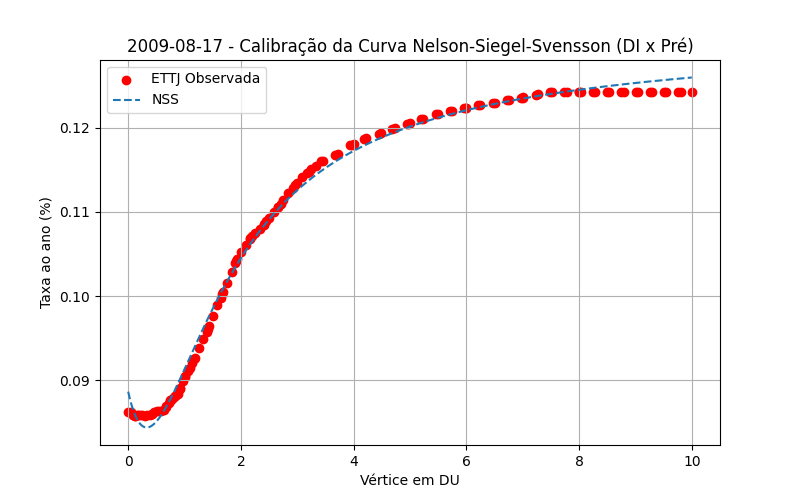 2009-08-17 - Calibração da Curva Nelson-Siegel-Svensson (DI x Pré)
ETTJ Observada
NSS
Taxa ao ano (%)
0.12
0.11
0.10
0.09
0 2 4 6 8 10
Vértice em DU